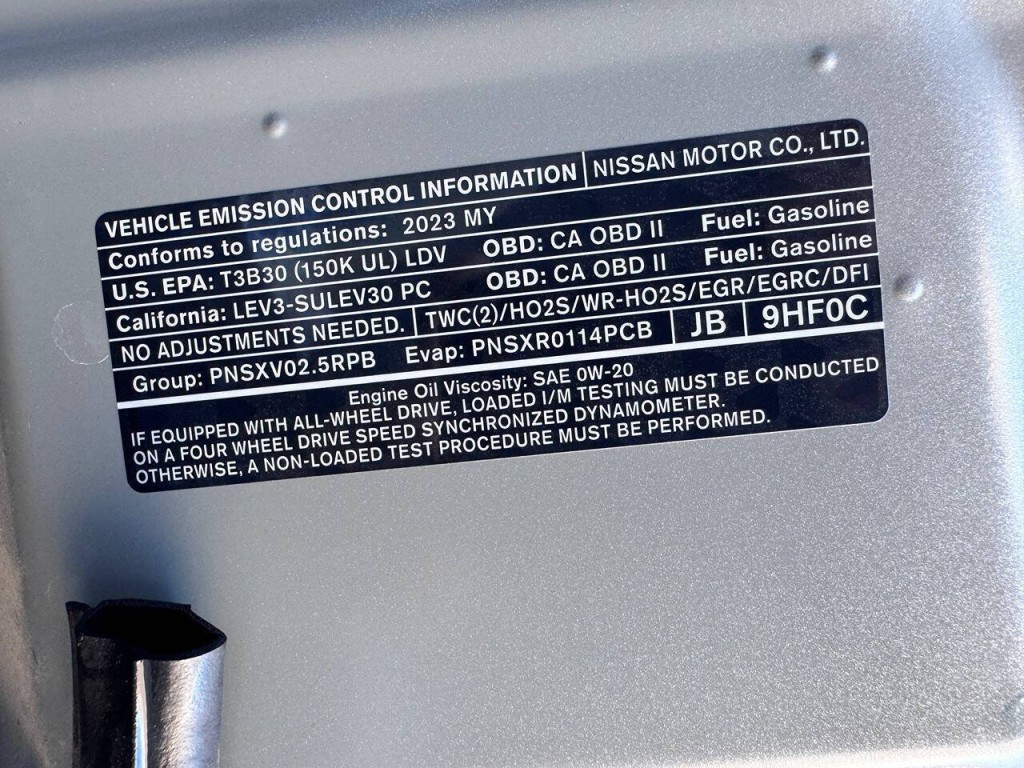 VEHICLE EMISSION CONTROL INFORMATION NISSAN MOTOR CO., LTD.
Conforms to regulations: 2023 MY
U.S. EPA: T3B30 (150K UL) LDV OBD: CA OBD II Fuel: Gasoline
California: LEV3-SULEV30 PC OBD: CA OBD II Fuel: Gasoline
NO ADJUSTMENTS NEEDED. TWC(2)/HO2S/WR-HO2S/EGR/EGRC/DFI
Group: PNSXV02.5RPB Evap: PNSXR0114PCB JB 9HF0C
Engine Oil Viscosity: SAE 0W-20
IF EQUIPPED WITH ALL-WHEEL DRIVE, LOADED I/M TESTING MUST BE CONDUCTED
ON A FOUR WHEEL DRIVE SPEED SYNCHRONIZED DYNAMOMETER.
OTHERWISE, A NON-LOADED TEST PROCEDURE MUST BE PERFORMED.